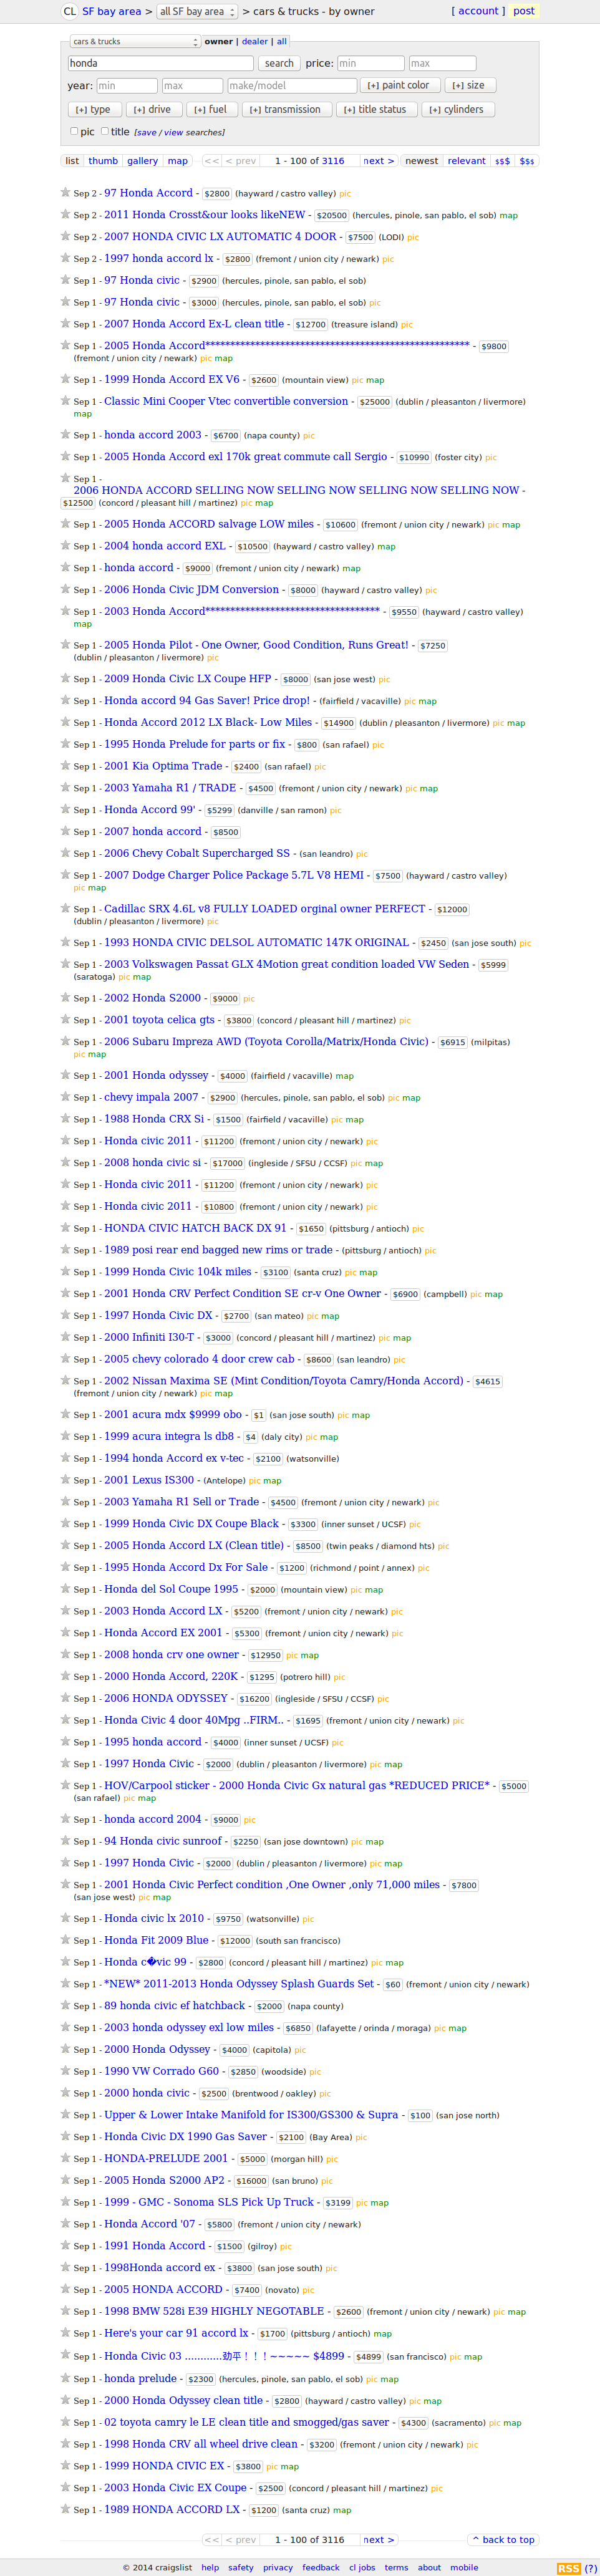 CL SF bay area > all SF bay area > cars & trucks - by owner [ account ] post
cars & trucks owner | dealer | all
honda search price: min max
year: min max make/model [+] paint color [+] size
[+] type [+] drive [+] fuel [+] transmission [+] title status [+] cylinders
pic title [save / view searches]
list thumb gallery map << < prev 1 - 100 of 3116 next > newest relevant $$$ $$$
Sep 2 - 97 Honda Accord - $2800 (hayward / castro valley) pic
Sep 2 - 2011 Honda Crosst&our looks likeNEW - $20500 (hercules, pinole, san pablo, el sob) map
Sep 2 - 2007 HONDA CIVIC LX AUTOMATIC 4 DOOR - $7500 (LODI) pic
Sep 2 - 1997 honda accord lx - $2800 (fremont / union city / newark) pic
Sep 1 - 97 Honda civic - $2900 (hercules, pinole, san pablo, el sob)
Sep 1 - 97 Honda civic - $3000 (hercules, pinole, san pablo, el sob) pic
Sep 1 - 2007 Honda Accord Ex-L clean title - $12700 (treasure island) pic
Sep 1 - 2005 Honda Accord***************************************************** - $9800
(fremont / union city / newark) pic map
Sep 1 - 1999 Honda Accord EX V6 - $2600 (mountain view) pic map
Sep 1 - Classic Mini Cooper Vtec convertible conversion - $25000 (dublin / pleasanton / livermore)
map
Sep 1 - honda accord 2003 - $6700 (napa county) pic
Sep 1 - 2005 Honda Accord exl 170k great commute call Sergio - $10990 (foster city) pic
Sep 1 -
2006 HONDA ACCORD SELLING NOW SELLING NOW SELLING NOW SELLING NOW -
$12500 (concord / pleasant hill / martinez) pic map
Sep 1 - 2005 Honda ACCORD salvage LOW miles - $10600 (fremont / union city / newark) pic map
Sep 1 - 2004 honda accord EXL - $10500 (hayward / castro valley) map
Sep 1 - honda accord - $9000 (fremont / union city / newark) map
Sep 1 - 2006 Honda Civic JDM Conversion - $8000 (hayward / castro valley) pic
Sep 1 - 2003 Honda Accord*********************************** - $9550 (hayward / castro valley)
map
Sep 1 - 2005 Honda Pilot - One Owner, Good Condition, Runs Great! - $7250
(dublin / pleasanton / livermore) pic
Sep 1 - 2009 Honda Civic LX Coupe HFP - $8000 (san jose west) pic
Sep 1 - Honda accord 94 Gas Saver! Price drop! - (fairfield / vacaville) pic map
Sep 1 - Honda Accord 2012 LX Black- Low Miles - $14900 (dublin / pleasanton / livermore) pic map
Sep 1 - 1995 Honda Prelude for parts or fix - $800 (san rafael) pic
Sep 1 - 2001 Kia Optima Trade - $2400 (san rafael) pic
Sep 1 - 2003 Yamaha R1 / TRADE - $4500 (fremont / union city / newark) pic map
Sep 1 - Honda Accord 99' - $5299 (danville / san ramon) pic
Sep 1 - 2007 honda accord - $8500
Sep 1 - 2006 Chevy Cobalt Supercharged SS - (san leandro) pic
Sep 1 - 2007 Dodge Charger Police Package 5.7L V8 HEMI - $7500 (hayward / castro valley)
pic map
Sep 1 - Cadillac SRX 4.6L v8 FULLY LOADED orginal owner PERFECT - $12000
(dublin / pleasanton / livermore) pic
Sep 1 - 1993 HONDA CIVIC DELSOL AUTOMATIC 147K ORIGINAL - $2450 (san jose south) pic
Sep 1 - 2003 Volkswagen Passat GLX 4Motion great condition loaded VW Seden - $5999
(saratoga) pic map
Sep 1 - 2002 Honda S2000 - $9000 pic
Sep 1 - 2001 toyota celica gts - $3800 (concord / pleasant hill / martinez) pic
Sep 1 - 2006 Subaru Impreza AWD (Toyota Corolla/Matrix/Honda Civic) - $6915 (milpitas)
pic map
Sep 1 - 2001 Honda odyssey - $4000 (fairfield / vacaville) map
Sep 1 - chevy impala 2007 - $2900 (hercules, pinole, san pablo, el sob) pic map
Sep 1 - 1988 Honda CRX Si - $1500 (fairfield / vacaville) pic map
Sep 1 - Honda civic 2011 - $11200 (fremont / union city / newark) pic
Sep 1 - 2008 honda civic si - $17000 (ingleside / SFSU / CCSF) pic map
Sep 1 - Honda civic 2011 - $11200 (fremont / union city / newark) pic
Sep 1 - Honda civic 2011 - $10800 (fremont / union city / newark) pic
Sep 1 - HONDA CIVIC HATCH BACK DX 91 - $1650 (pittsburg / antioch) pic
Sep 1 - 1989 posi rear end bagged new rims or trade - (pittsburg / antioch) pic
Sep 1 - 1999 Honda Civic 104k miles - $3100 (santa cruz) pic map
Sep 1 - 2001 Honda CRV Perfect Condition SE cr-v One Owner - $6900 (campbell) pic map
Sep 1 - 1997 Honda Civic DX - $2700 (san mateo) pic map
Sep 1 - 2000 Infiniti I30-T - $3000 (concord / pleasant hill / martinez) pic map
Sep 1 - 2005 chevy colorado 4 door crew cab - $8600 (san leandro) pic
Sep 1 - 2002 Nissan Maxima SE (Mint Condition/Toyota Camry/Honda Accord) - $4615
(fremont / union city / newark) pic map
Sep 1 - 2001 acura mdx $9999 obo - $1 (san jose south) pic map
Sep 1 - 1999 acura integra ls db8 - $4 (daly city) pic map
Sep 1 - 1994 honda Accord ex v-tec - $2100 (watsonville)
Sep 1 - 2001 Lexus IS300 - (Antelope) pic map
Sep 1 - 2003 Yamaha R1 Sell or Trade - $4500 (fremont / union city / newark) pic
Sep 1 - 1999 Honda Civic DX Coupe Black - $3300 (inner sunset / UCSF) pic
Sep 1 - 2005 Honda Accord LX (Clean title) - $8500 (twin peaks / diamond hts) pic
Sep 1 - 1995 Honda Accord Dx For Sale - $1200 (richmond / point / annex) pic
Sep 1 - Honda del Sol Coupe 1995 - $2000 (mountain view) pic map
Sep 1 - 2003 Honda Accord LX - $5200 (fremont / union city / newark) pic
Sep 1 - Honda Accord EX 2001 - $5300 (fremont / union city / newark) pic
Sep 1 - 2008 honda crv one owner - $12950 pic map
Sep 1 - 2000 Honda Accord, 220K - $1295 (potrero hill) pic
Sep 1 - 2006 HONDA ODYSSEY - $16200 (ingleside / SFSU / CCSF) pic
Sep 1 - Honda Civic 4 door 40Mpg ..FIRM.. - $1695 (fremont / union city / newark) pic
Sep 1 - 1995 honda accord - $4000 (inner sunset / UCSF) pic
Sep 1 - 1997 Honda Civic - $2000 (dublin / pleasanton / livermore) pic map
Sep 1 - HOV/Carpool sticker - 2000 Honda Civic Gx natural gas *REDUCED PRICE* - $5000
(san rafael) pic map
Sep 1 - honda accord 2004 - $9000 pic
Sep 1 - 94 Honda civic sunroof - $2250 (san jose downtown) pic map
Sep 1 - 1997 Honda Civic - $2000 (dublin / pleasanton / livermore) pic map
Sep 1 - 2001 Honda Civic Perfect condition ,One Owner ,only 71,000 miles - $7800
(san jose west) pic map
Sep 1 - Honda civic lx 2010 - $9750 (watsonville) pic
Sep 1 - Honda Fit 2009 Blue - $12000 (south san francisco)
Sep 1 - Honda c�vic 99 - $2800 (concord / pleasant hill / martinez) pic map
Sep 1 - *NEW* 2011-2013 Honda Odyssey Splash Guards Set - $60 (fremont / union city / newark)
Sep 1 - 89 honda civic ef hatchback - $2000 (napa county)
Sep 1 - 2003 honda odyssey exl low miles - $6850 (lafayette / orinda / moraga) pic map
Sep 1 - 2000 Honda Odyssey - $4000 (capitola) pic
Sep 1 - 1990 VW Corrado G60 - $2850 (woodside) pic
Sep 1 - 2000 honda civic - $2500 (brentwood / oakley) pic
Sep 1 - Upper & Lower Intake Manifold for IS300/GS300 & Supra - $100 (san jose north)
Sep 1 - Honda Civic DX 1990 Gas Saver - $2100 (Bay Area) pic
Sep 1 - HONDA-PRELUDE 2001 - $5000 (morgan hill) pic
Sep 1 - 2005 Honda S2000 AP2 - $16000 (san bruno) pic
Sep 1 - 1999 - GMC - Sonoma SLS Pick Up Truck - $3199 pic map
Sep 1 - Honda Accord '07 - $5800 (fremont / union city / newark)
Sep 1 - 1991 Honda Accord - $1500 (gilroy) pic
Sep 1 - 1998Honda accord ex - $3800 (san jose south) pic
Sep 1 - 2005 HONDA ACCORD - $7400 (novato) pic
Sep 1 - 1998 BMW 528i E39 HIGHLY NEGOTABLE - $2600 (fremont / union city / newark) pic map
Sep 1 - Here's your car 91 accord lx - $1700 (pittsburg / antioch) map
Sep 1 - Honda Civic 03 ............劲平！！！~~~~~ $4899 - $4899 (san francisco) pic map
Sep 1 - honda prelude - $2300 (hercules, pinole, san pablo, el sob) pic map
Sep 1 - 2000 Honda Odyssey clean title - $2800 (hayward / castro valley) pic map
Sep 1 - 02 toyota camry le LE clean title and smogged/gas saver - $4300 (sacramento) pic map
Sep 1 - 1998 Honda CRV all wheel drive clean - $3200 (fremont / union city / newark) pic
Sep 1 - 1999 HONDA CIVIC EX - $3800 pic map
Sep 1 - 2003 Honda Civic EX Coupe - $2500 (concord / pleasant hill / martinez) pic
Sep 1 - 1989 HONDA ACCORD LX - $1200 (santa cruz) map
<< < prev 1 - 100 of 3116 next > ^ back to top
© 2014 craigslist help safety privacy feedback cl jobs terms about mobile RSS (?)